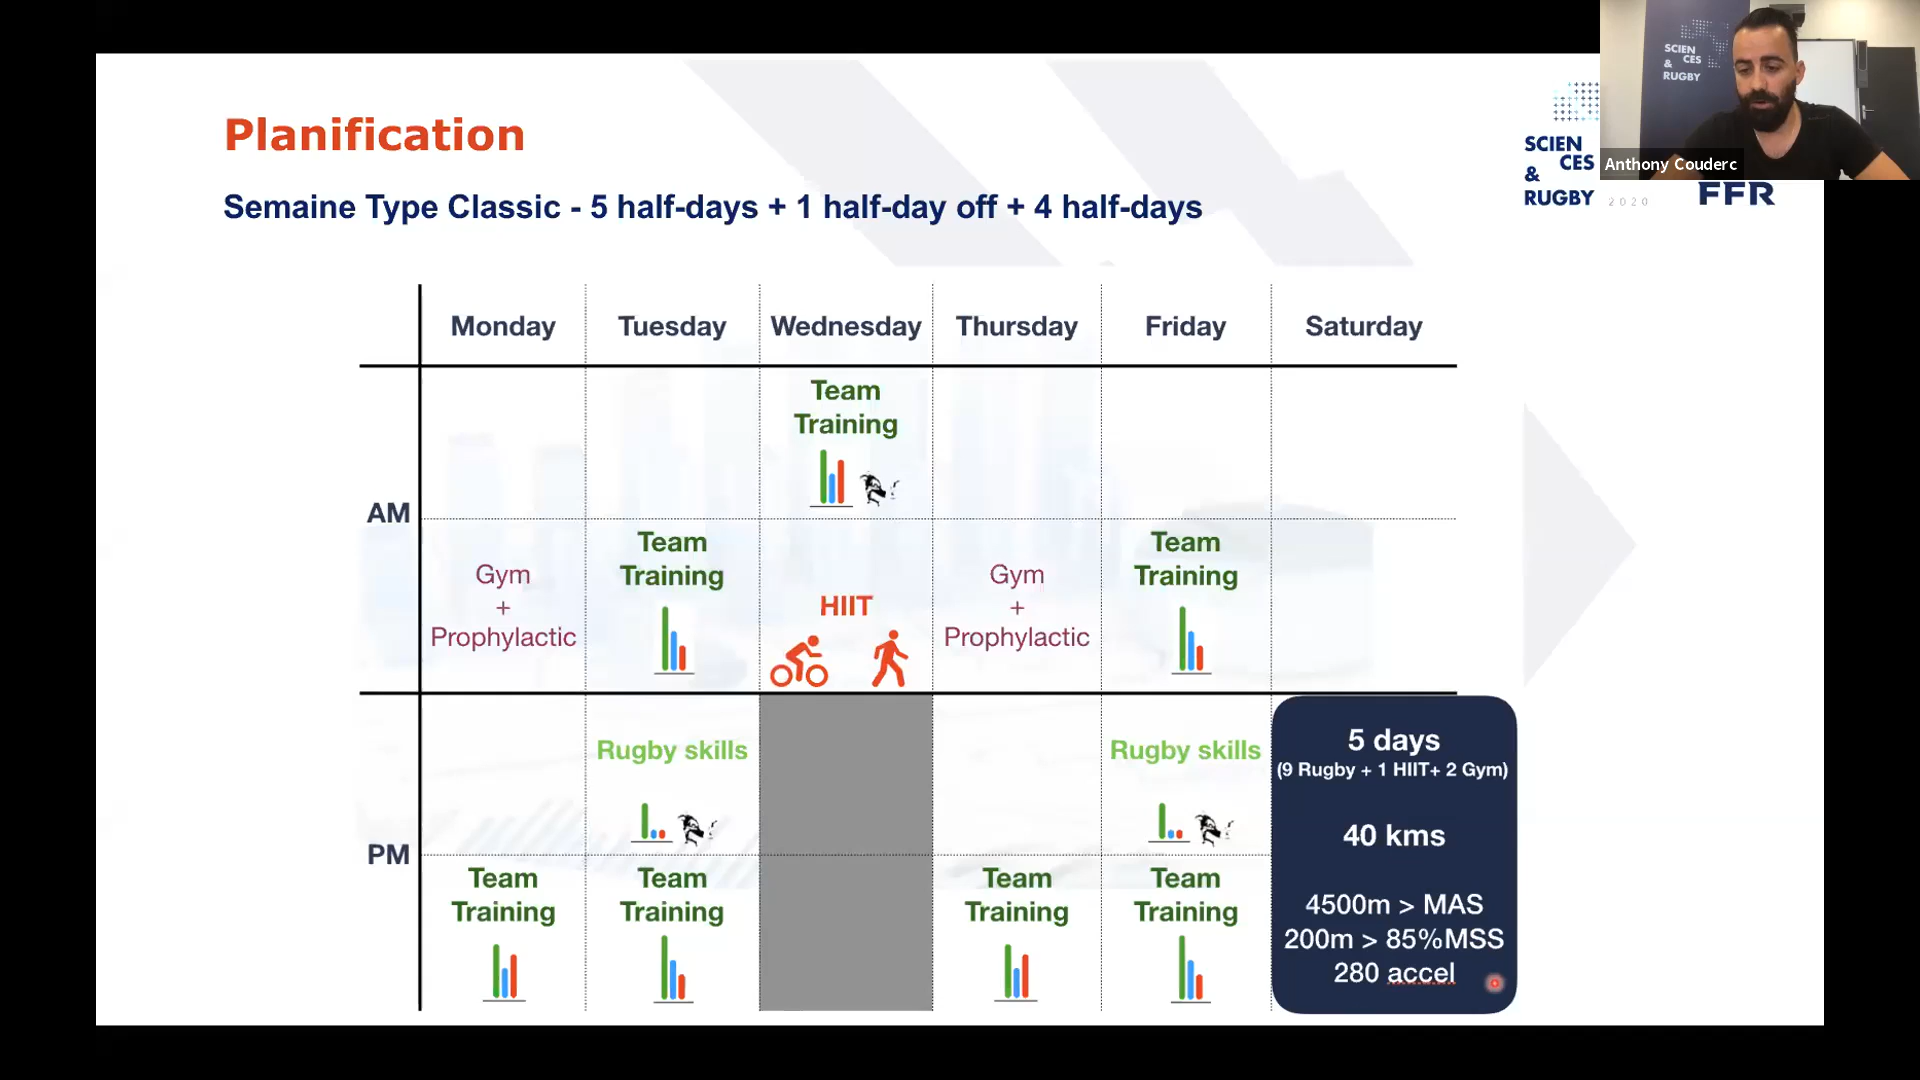 Planification
Semaine Type Classic - 5 half-days + 1 half-day off + 4 half-days
SCIEN
CES
&
RUGBY
2020
FFR
SCIEN
CES
&
RUGBY
Anthony Couderc
Monday
Tuesday
Wednesday
Thursday
Friday
Saturday
AM
Team
Training
Gym
+
Prophylactic
Team
Training
HIIT
Gym
+
Prophylactic
Team
Training
PM
Rugby skills
Rugby skills
Team
Training
Team
Training
Team
Training
Team
Training
5 days
(9 Rugby + 1 HIIT+ 2 Gym)
40 kms
4500m > MAS
200m > 85%MSS
280 accel